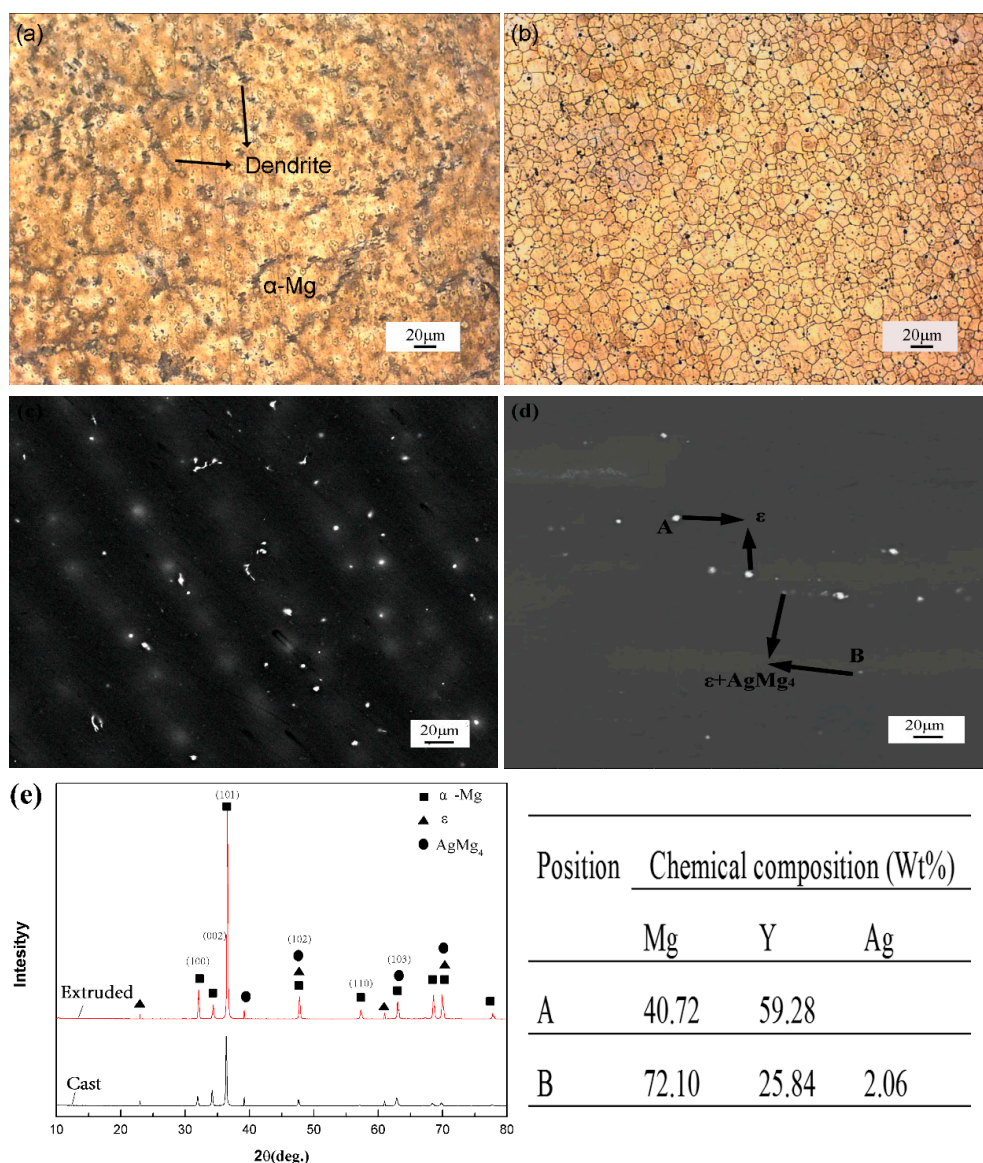 (a)
Dendrite
α-Mg
20μm
(b)
20μm
(c)
20μm
(d)
A
ε
B
ε+AgMg₄
20μm
(e)
(101)
α -Mg
ε
AgMg₄
(002)
(100)
(102)
(110)
(103)
Intesityy
Extruded
Cast
10 20 30 40 50 60 70 80
2θ(deg.)
Position Chemical composition (Wt%)
Mg Y Ag
A 40.72 59.28
B 72.10 25.84 2.06